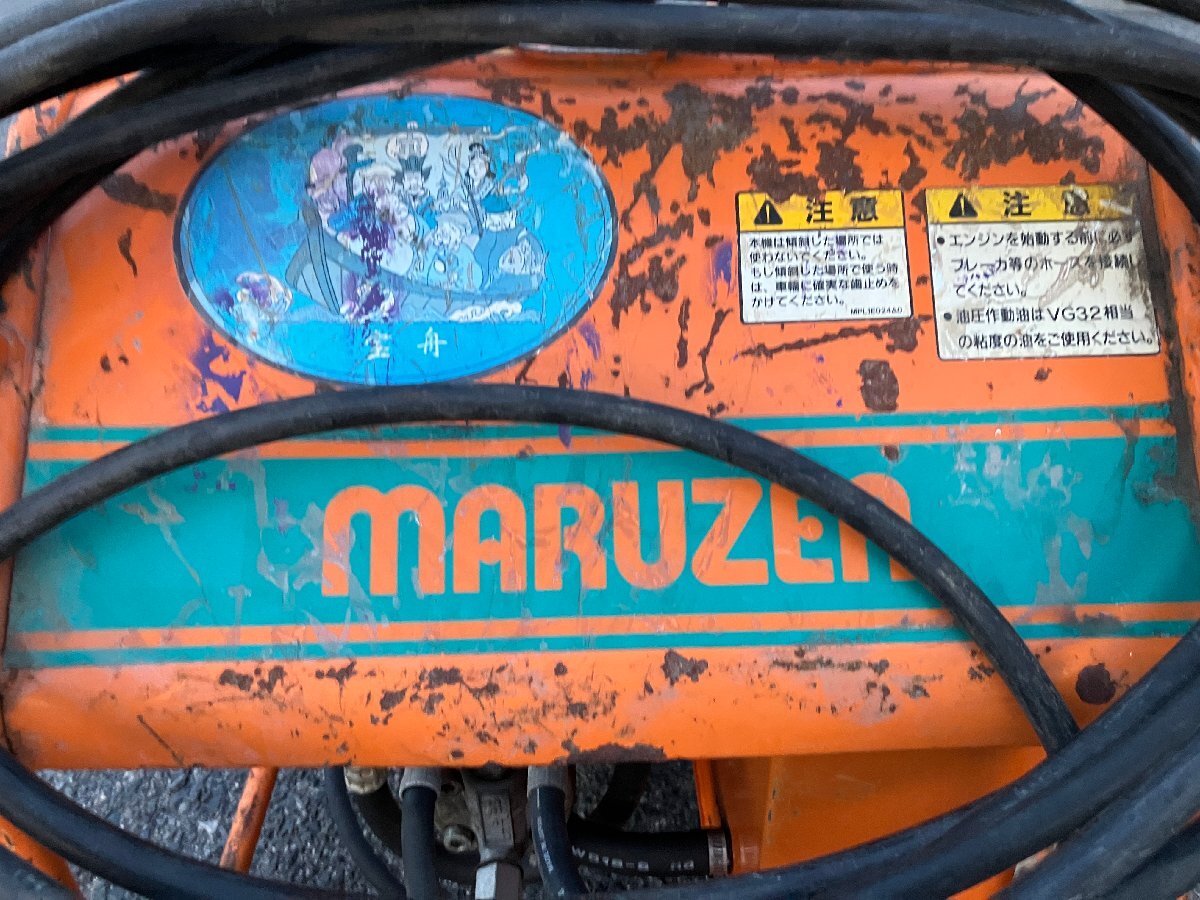 宝舟
注意
本機は傾斜した場所では
使わないでください。
もし傾斜した場所で使う時
は、車輪に確実な歯止めを
かけてください。
注意
●エンジンを始動する前に必ず
ブレーカ等のホースを接続し
てください。
●油圧作動油はVG32相当
の粘度の油をご使用ください。
MARUZEN